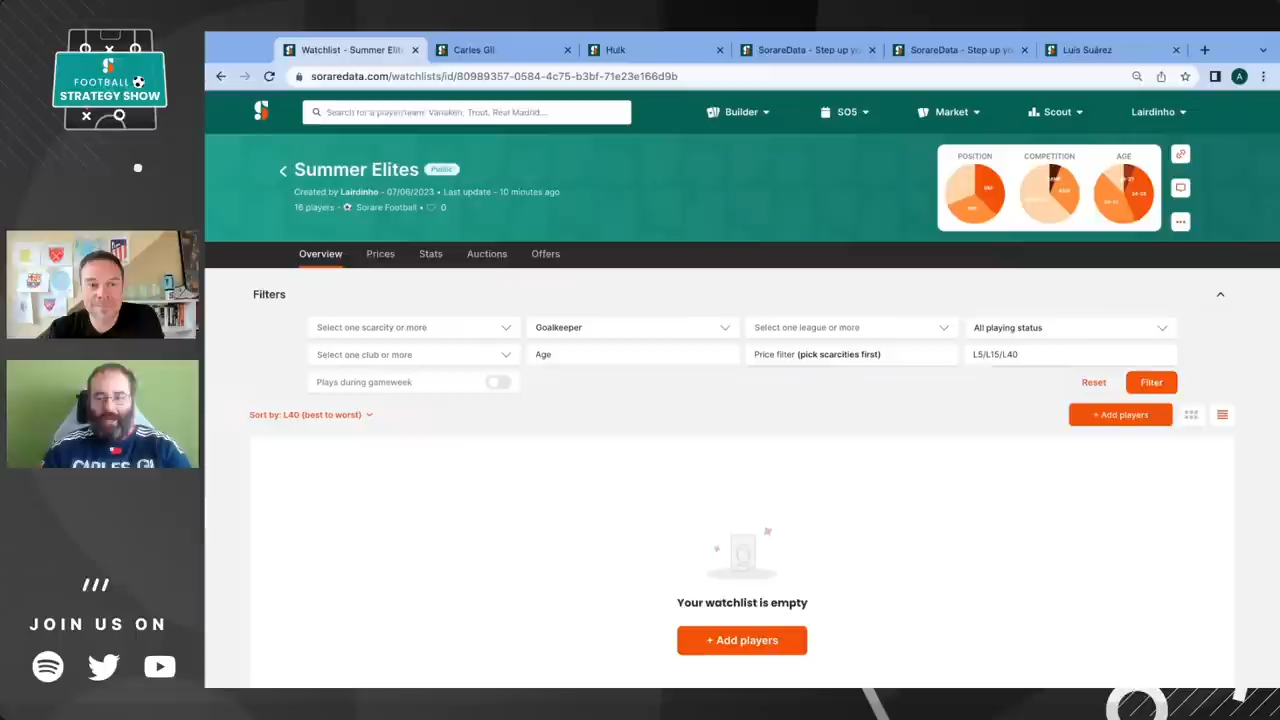 FOOTBALL
STRATEGY SHOW
Watchlist - Summer Elit
Carles Gil
Hulk
SorareData - Step up yo
SorareData - Step up yo
Luis Suárez
soraredata.com/watchlists/id/80989357-0584-4c75-b3bf-71e23e166d9b
A
Search for a player/team: Vanaken, Trout, Real Madrid...
Builder
SO5
Market
Scout
Lairdinho
Summer Elites
Public
Created by Lairdinho - 07/06/2023 • Last update - 10 minutes ago
16 players - Sorare Football • 0
POSITION
COMPETITION
AGE
Overview
Prices
Stats
Auctions
Offers
Filters
Select one scarcity or more
Goalkeeper
Select one league or more
All playing status
Select one club or more
Age
Price filter (pick scarcities first)
L5/L15/L40
Plays during gameweek
Reset
Filter
Sort by: L40 (best to worst)
+ Add players
Your watchlist is empty
+ Add players
CARLES GIL
JOIN US ON